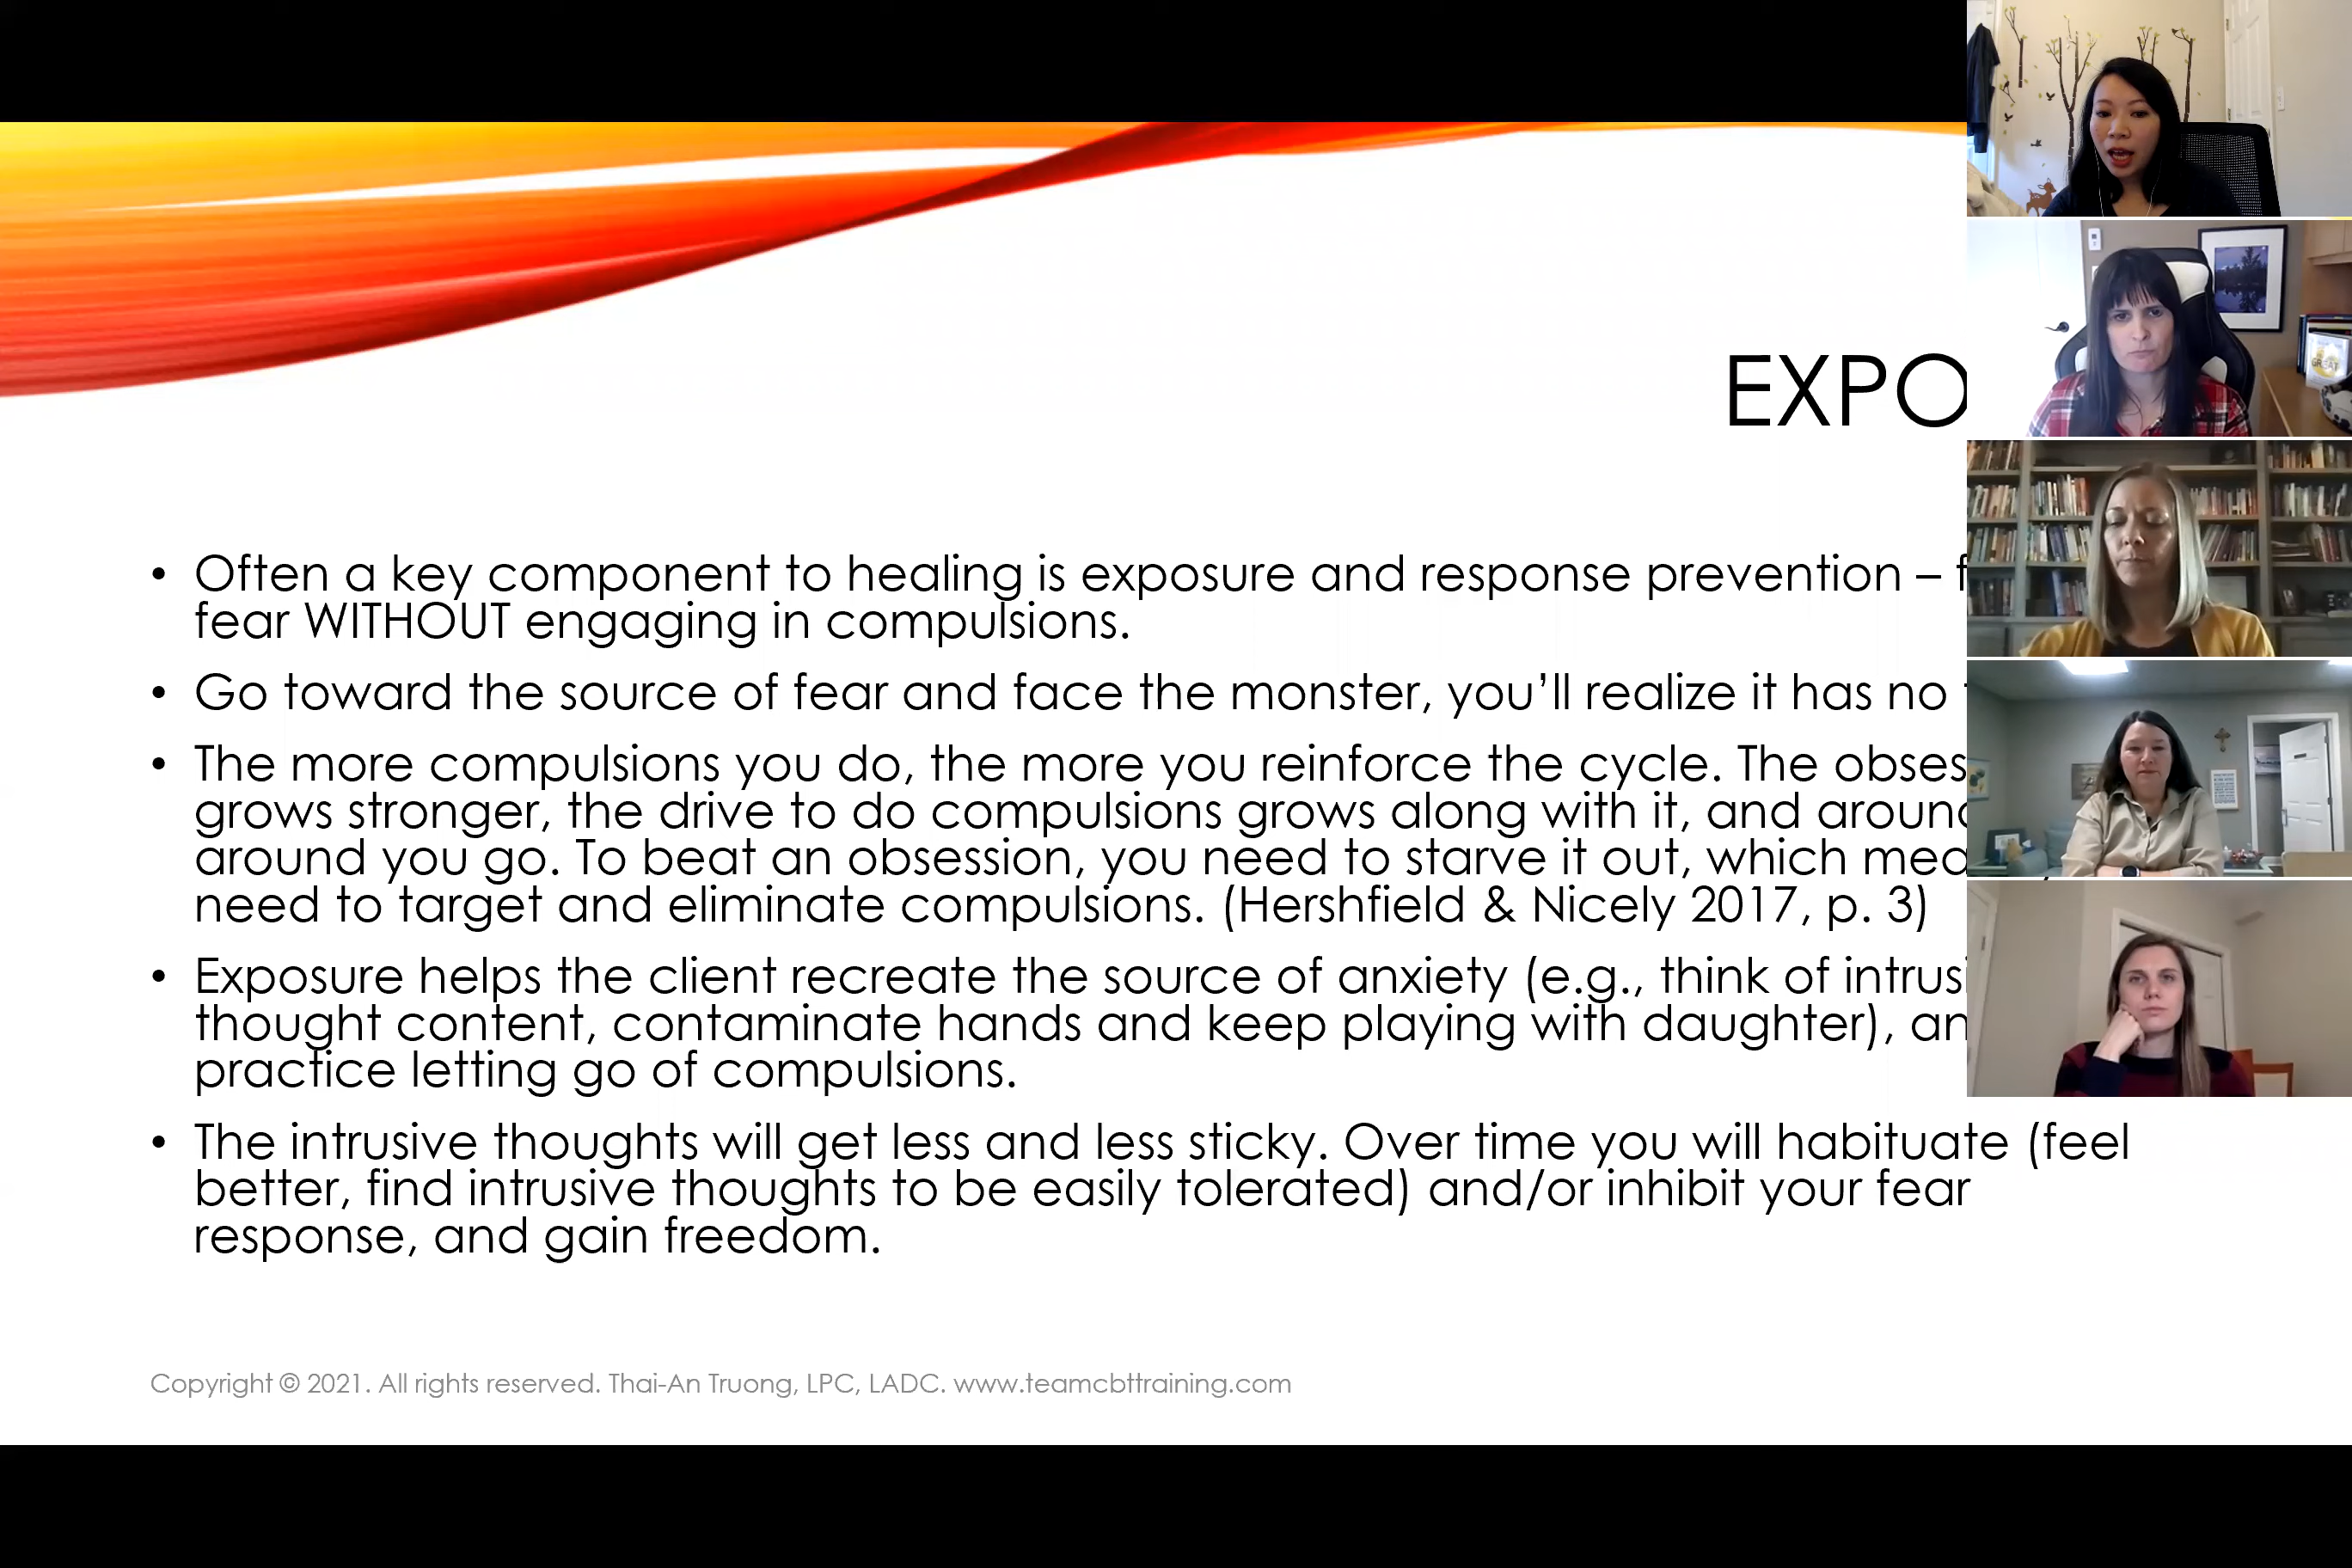 EXPO
• Often a key component to healing is exposure and response prevention –
fear WITHOUT engaging in compulsions.
• Go toward the source of fear and face the monster, you’ll realize it has no
• The more compulsions you do, the more you reinforce the cycle. The obses
grows stronger, the drive to do compulsions grows along with it, and around
around you go. To beat an obsession, you need to starve it out, which mea
need to target and eliminate compulsions. (Hershfield & Nicely 2017, p. 3)
• Exposure helps the client recreate the source of anxiety (e.g., think of intrusi
thought content, contaminate hands and keep playing with daughter), an
practice letting go of compulsions.
• The intrusive thoughts will get less and less sticky. Over time you will habituate (feel
better, find intrusive thoughts to be easily tolerated) and/or inhibit your fear
response, and gain freedom.
Copyright © 2021. All rights reserved. Thai-An Truong, LPC, LADC. www.teamcbttraining.com
GREAT